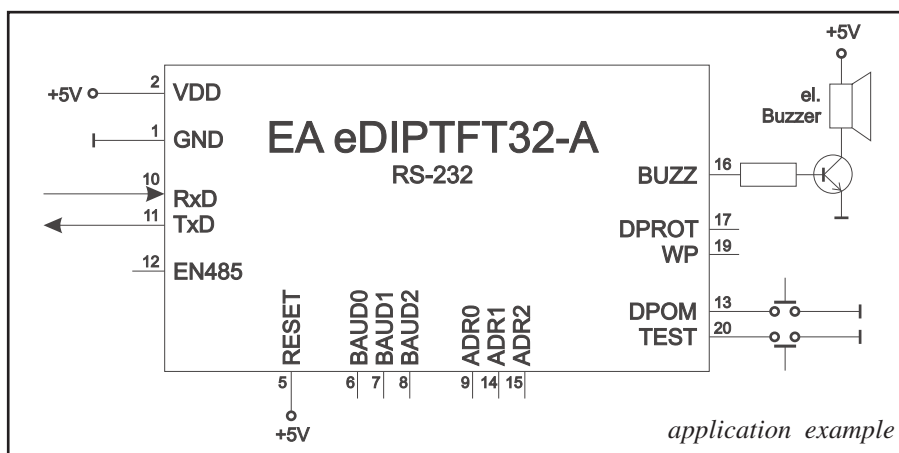 +5V
2
VDD
+5V
1
GND
EA eDIPTFT32-A
RS-232
el.
Buzzer
BUZZ
16
10
RxD
11
TxD
DPROT
17
WP
19
12
EN485
DPOM
13
TEST
20
RESET
BAUD0
BAUD1
BAUD2
ADR0
ADR1
ADR2
5
6
7
8
9
14
15
+5V
application example